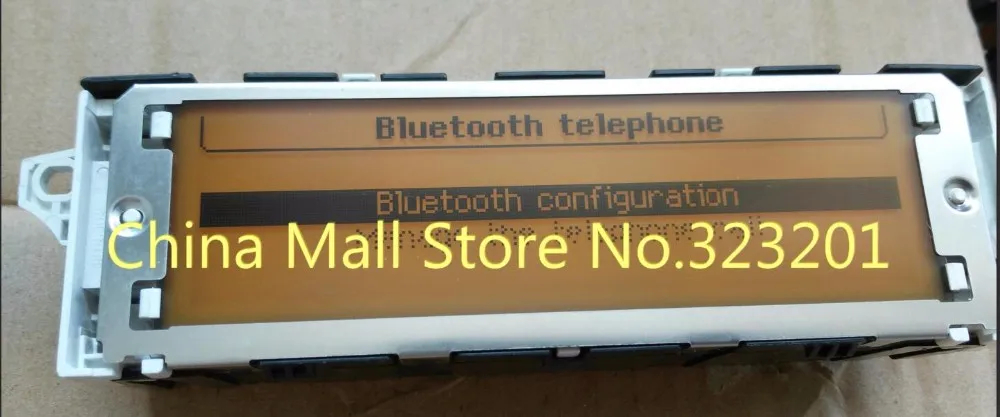 Bluetooth telephone
Bluetooth configuration
China Mall Store No.323201